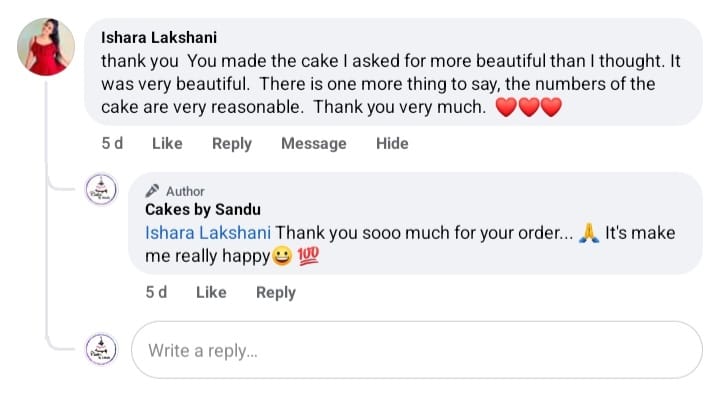 Ishara Lakshani
thank you You made the cake I asked for more beautiful than I thought. It
was very beautiful. There is one more thing to say, the numbers of the
cake are very reasonable. Thank you very much. ❤️❤️❤️
5 d Like Reply Message Hide
Author
Cakes by Sandu
Ishara Lakshani Thank you sooo much for your order... 🙏 It's make
me really happy😀 💯
5 d Like Reply
Write a reply...